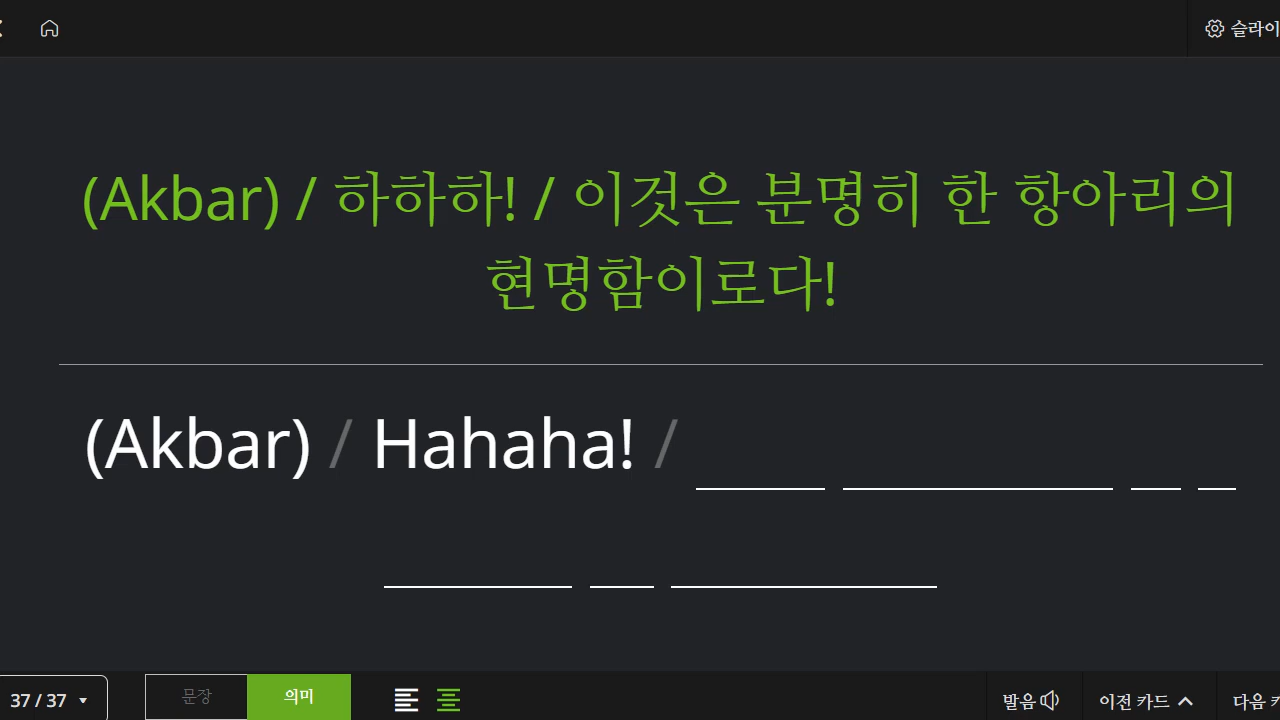 슬라이
(Akbar) / 하하하! / 이것은 분명히 한 항아리의
현명함이로다!
(Akbar) / Hahaha! /
37 / 37
문장
의미
발음
이전 카드
다음